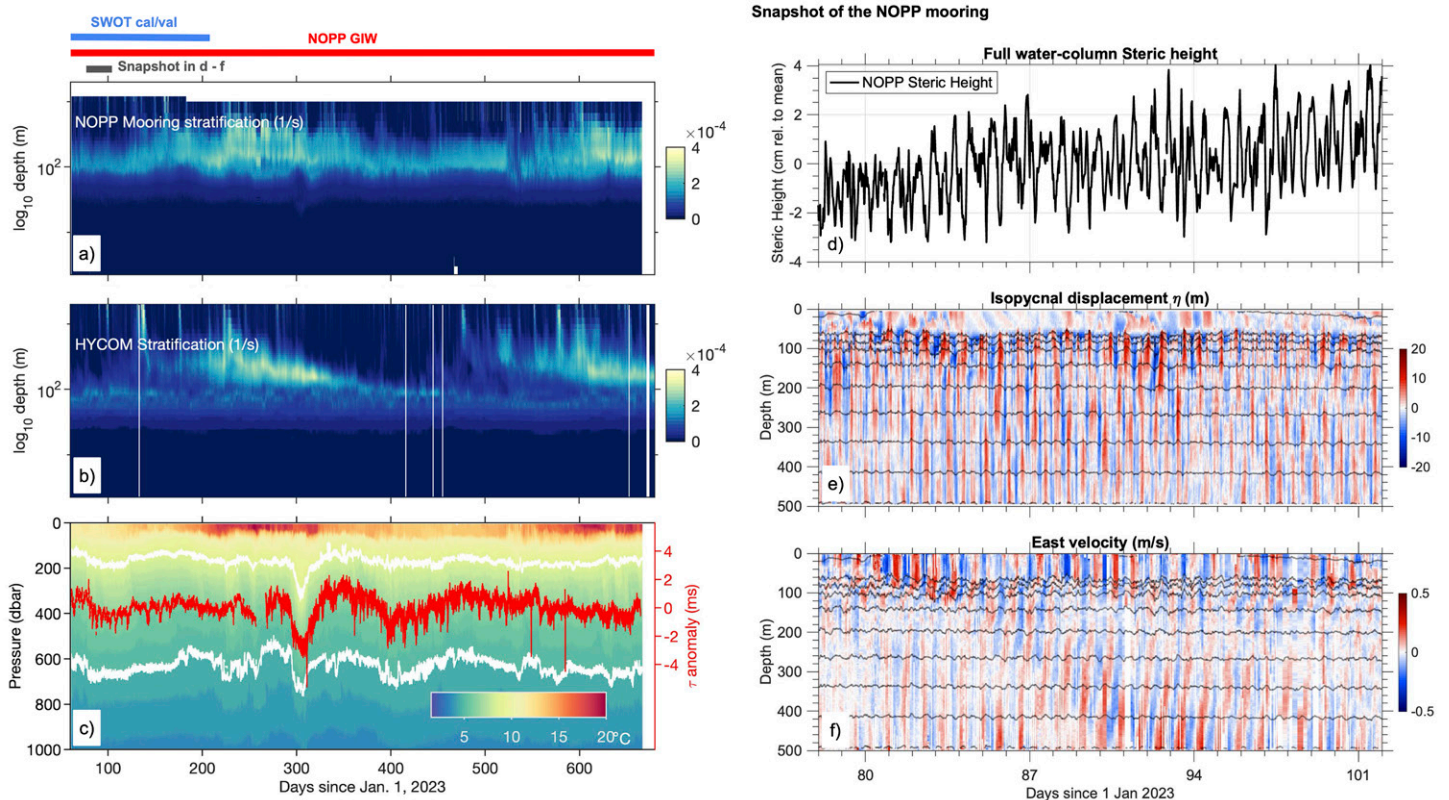 SWOT cal/val
NOPP GIW
Snapshot in d - f
NOPP Mooring stratification (1/s)
×10⁻⁴
4
2
0
10²
log₁₀ depth (m)
a)
HYCOM Stratification (1/s)
×10⁻⁴
4
2
0
10²
log₁₀ depth (m)
b)
0
200
400
600
800
1000
Pressure (dbar)
4
2
0
-2
-4
τ anomaly (ms)
5 10 15 20°C
c)
100 200 300 400 500 600
Days since Jan. 1, 2023
Snapshot of the NOPP mooring
Full water-column Steric height
NOPP Steric Height
4
2
0
-2
-4
Steric Height (cm rel. to mean)
d)
Isopycnal displacement η (m)
0
100
200
300
400
500
Depth (m)
20
10
0
-10
-20
e)
East velocity (m/s)
0
100
200
300
400
500
Depth (m)
0.5
0
-0.5
f)
80 87 94 101
Days since 1 Jan 2023